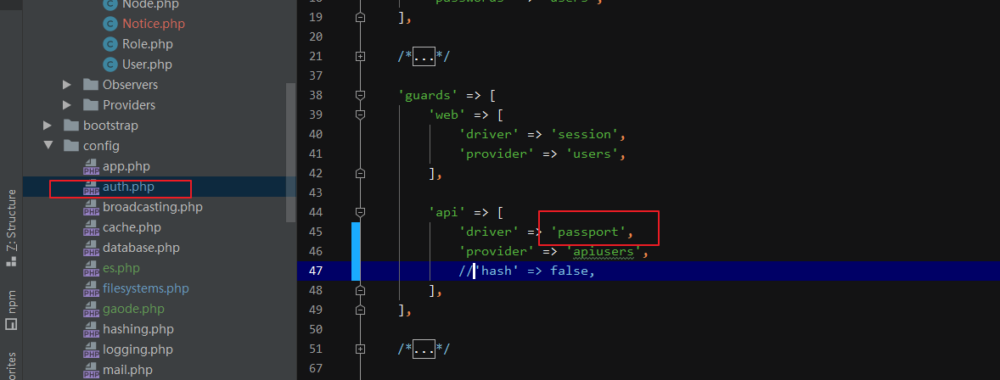 Node.php
Notice.php
Role.php
User.php
Observers
Providers
bootstrap
config
app.php
auth.php
broadcasting.php
cache.php
database.php
es.php
filesystems.php
gaode.php
hashing.php
logging.php
mail.php
Z: Structure
npm
19 ],
20
21 /*...*/
37
38 'guards' => [
39 'web' => [
40 'driver' => 'session',
41 'provider' => 'users',
42 ],
43
44 'api' => [
45 'driver' => 'passport',
46 'provider' => 'apiusers',
47 //'hash' => false,
48 ],
49 ],
50
51 /*...*/
67